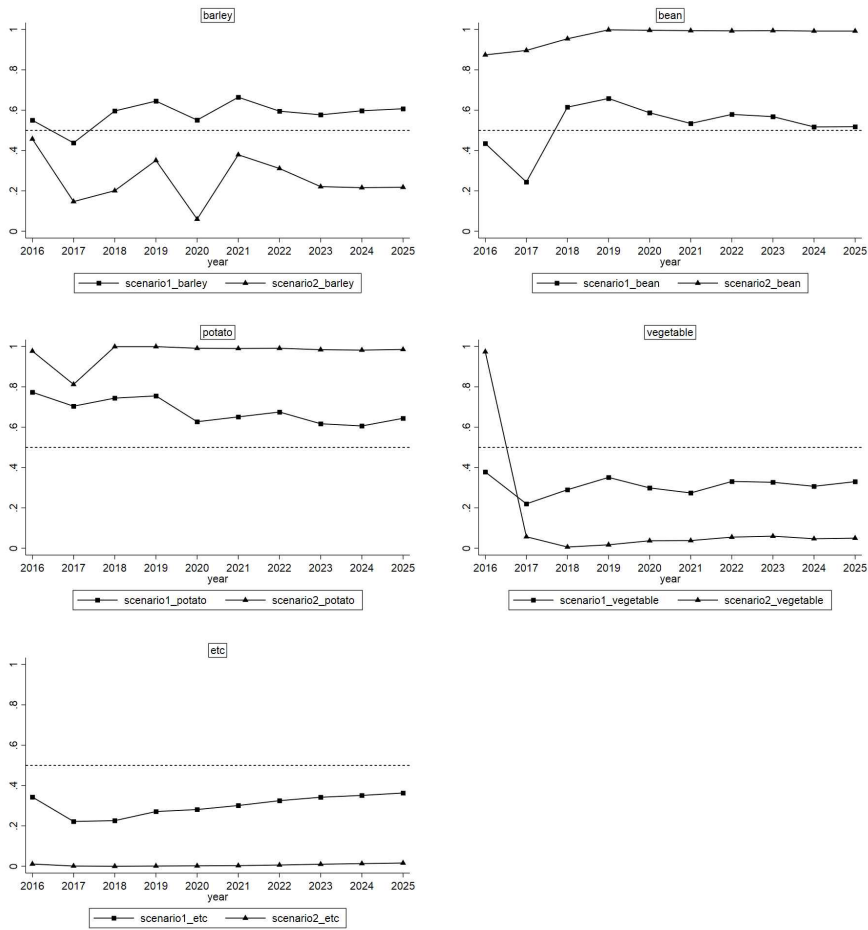 barley
1
.8
.6
.4
.2
0
2016 2017 2018 2019 2020 2021 2022 2023 2024 2025
year
scenario1_barley scenario2_barley
bean
1
.8
.6
.4
.2
0
2016 2017 2018 2019 2020 2021 2022 2023 2024 2025
year
scenario1_bean scenario2_bean
potato
1
.8
.6
.4
.2
0
2016 2017 2018 2019 2020 2021 2022 2023 2024 2025
year
scenario1_potato scenario2_potato
vegetable
1
.8
.6
.4
.2
0
2016 2017 2018 2019 2020 2021 2022 2023 2024 2025
year
scenario1_vegetable scenario2_vegetable
etc
1
.8
.6
.4
.2
0
2016 2017 2018 2019 2020 2021 2022 2023 2024 2025
year
scenario1_etc scenario2_etc